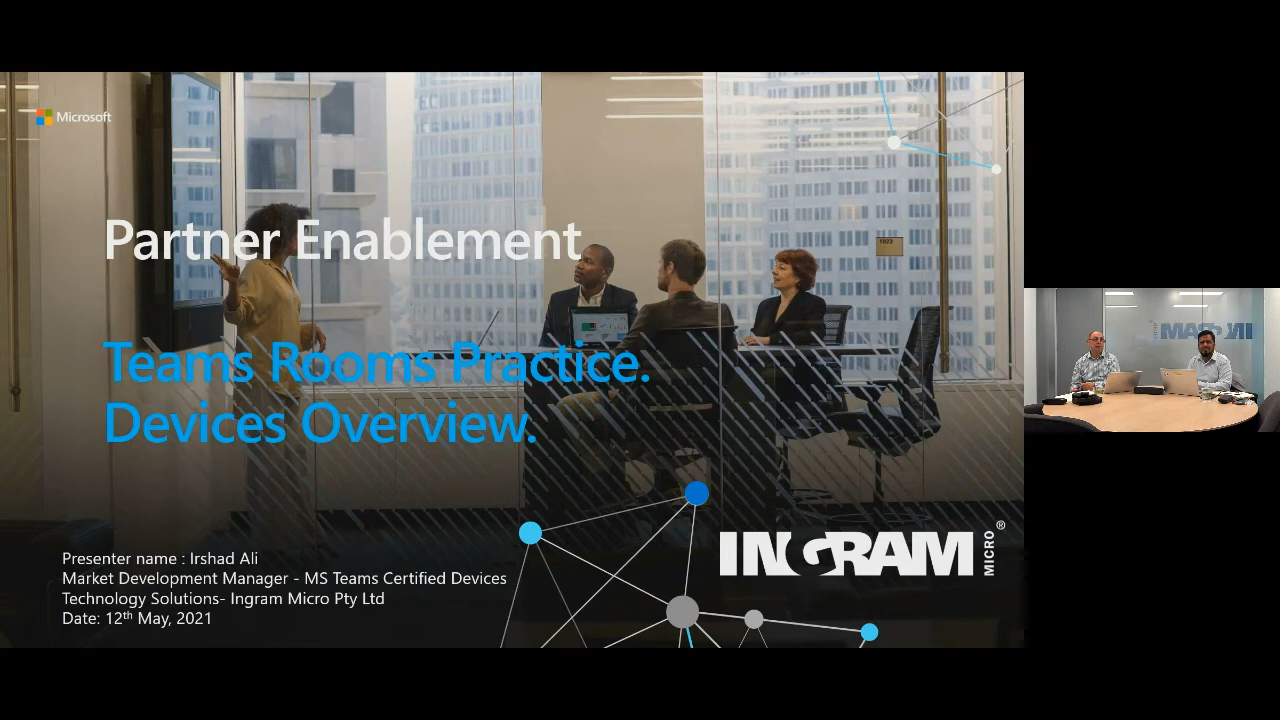 Microsoft
Partner Enablement
1923
Teams Rooms Practice.
Devices Overview.
INGRAM
MICRO
®
Presenter name : Irshad Ali
Market Development Manager - MS Teams Certified Devices
Technology Solutions- Ingram Micro Pty Ltd
Date: 12th May, 2021